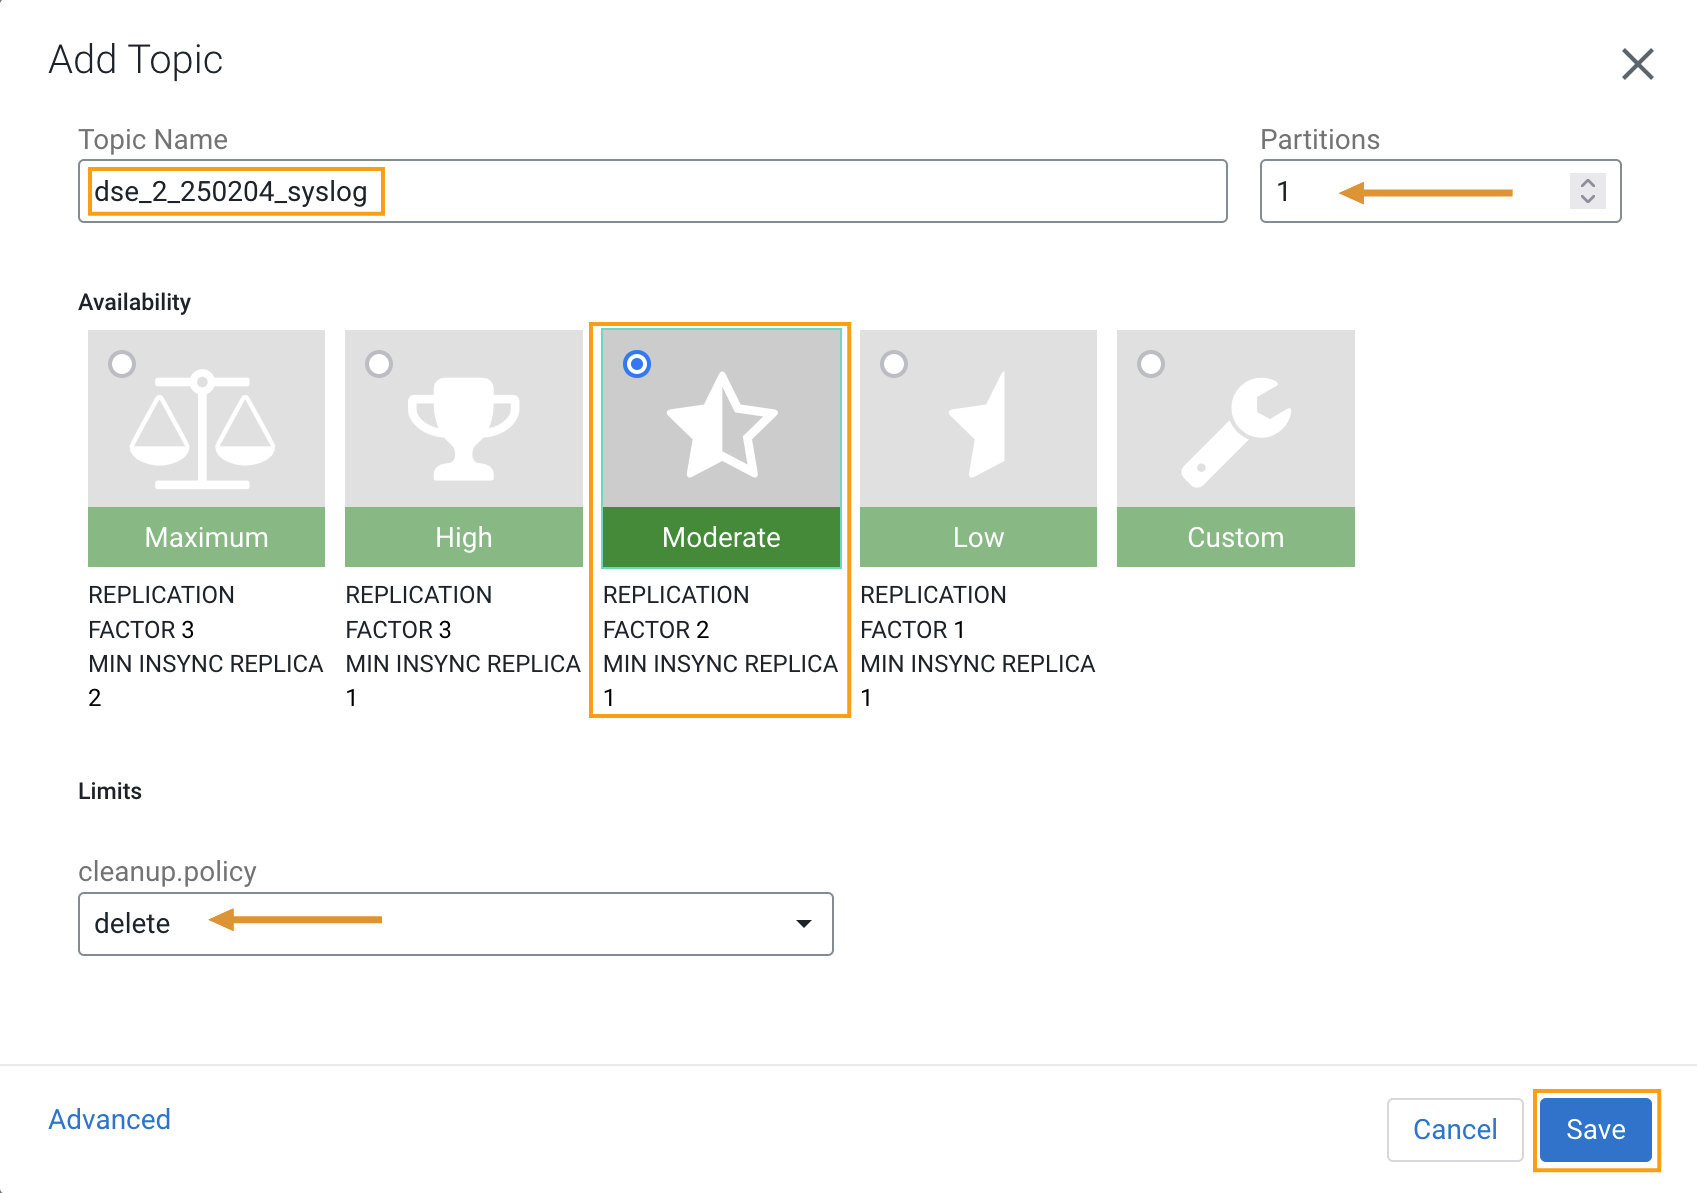 Add Topic
Topic Name
Partitions
dse_2_250204_syslog
1
Availability
Maximum
High
Moderate
Low
Custom
REPLICATION
FACTOR 3
MIN INSYNC REPLICA
2
REPLICATION
FACTOR 3
MIN INSYNC REPLICA
1
REPLICATION
FACTOR 2
MIN INSYNC REPLICA
1
REPLICATION
FACTOR 1
MIN INSYNC REPLICA
1
Limits
cleanup.policy
delete
Advanced
Cancel
Save